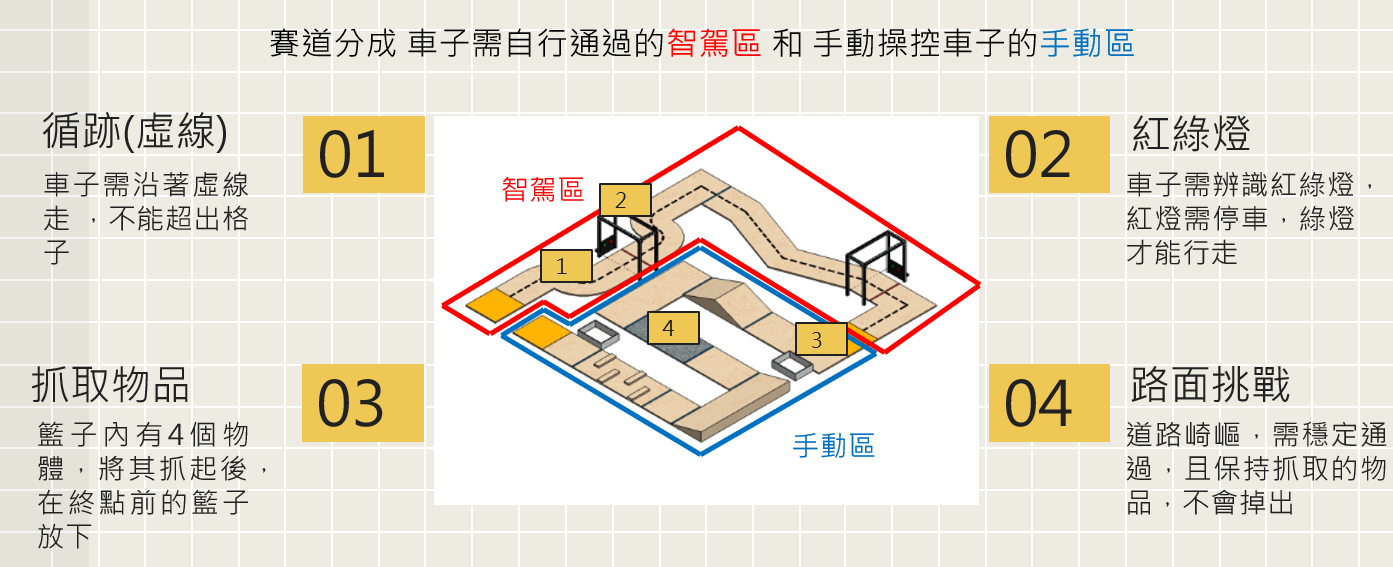 賽道分成 車子需自行通過的智駕區 和 手動操控車子的手動區
循跡(虛線)
01
車子需沿著虛線
走 ，不能超出格
子
02
紅綠燈
車子需辨識紅綠燈，
紅燈需停車，綠燈
才能行走
智駕區
2
1
4
3
手動區
抓取物品
03
籃子內有4個物
體，將其抓起後，
在終點前的籃子
放下
04
路面挑戰
道路崎嶇，需穩定通
過，且保持抓取的物
品，不會掉出